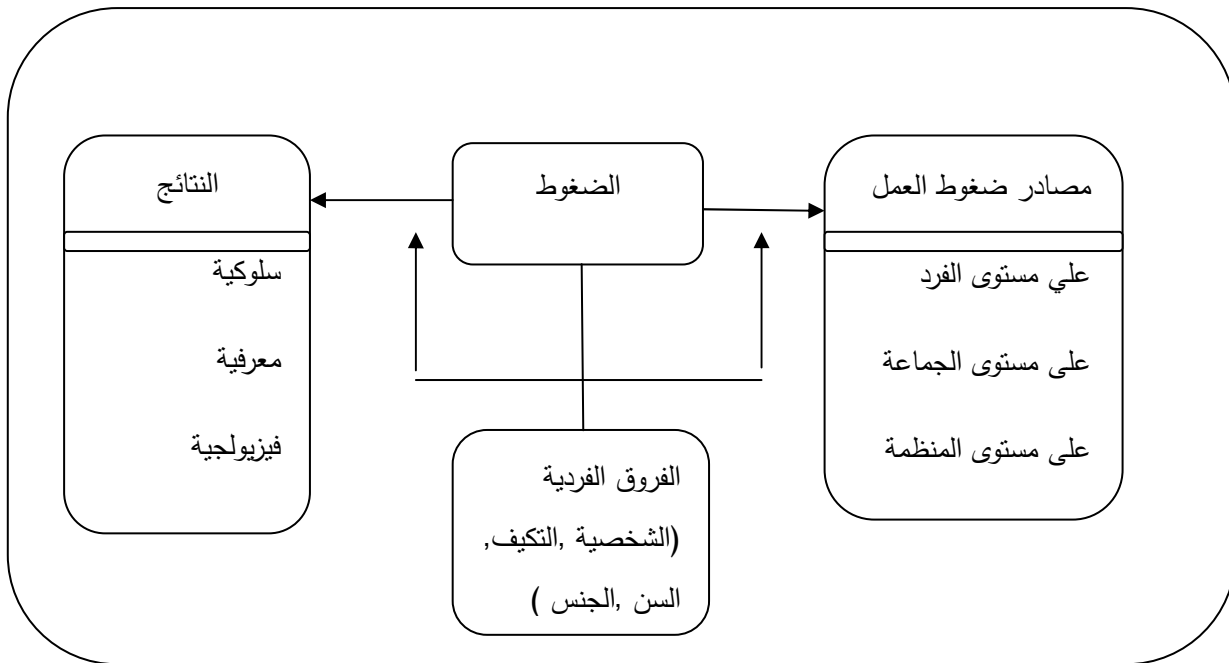 مصادر ضغوط العمل
علي مستوى الفرد
على مستوى الجماعة
على مستوى المنظمة
الضغوط
النتائج
سلوكية
معرفية
فيزيولجية
الفروق الفردية
(الشخصية ,التكيف,
السن ,الجنس )